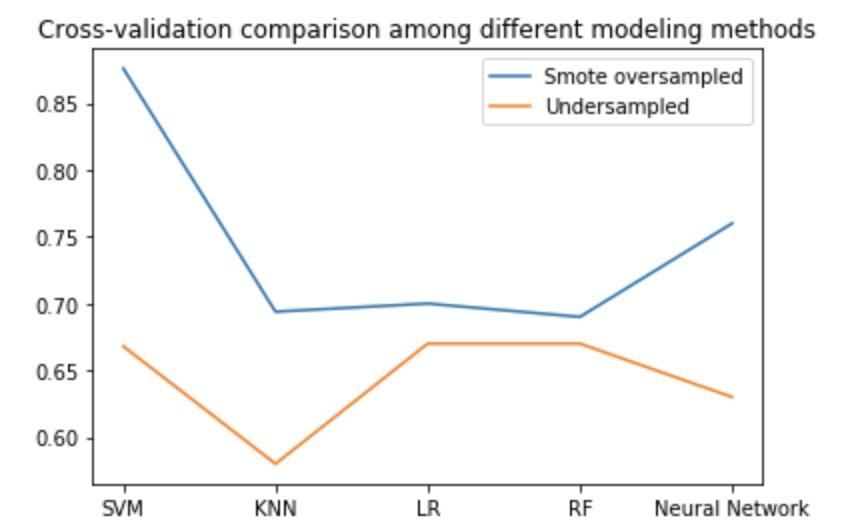 Cross-validation comparison among different modeling methods
Smote oversampled
Undersampled
0.85
0.80
0.75
0.70
0.65
0.60
SVM KNN LR RF Neural Network